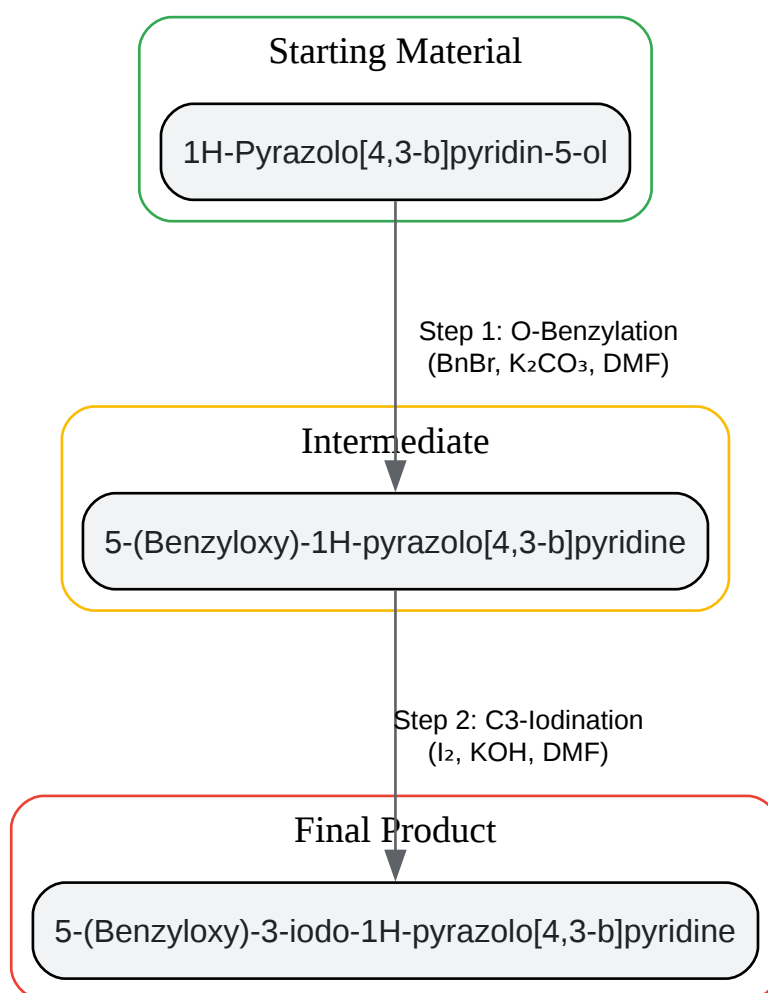 Starting Material
1H-Pyrazolo[4,3-b]pyridin-5-ol
Step 1: O-Benzylation
(BnBr, K₂CO₃, DMF)
Intermediate
5-(Benzyloxy)-1H-pyrazolo[4,3-b]pyridine
Step 2: C3-Iodination
(I₂, KOH, DMF)
Final Product
5-(Benzyloxy)-3-iodo-1H-pyrazolo[4,3-b]pyridine